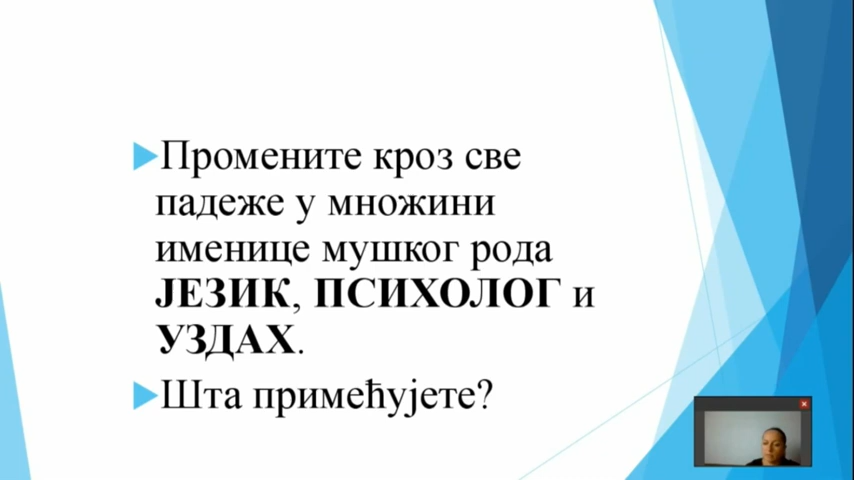 Промените кроз све
падеже у множини
именице мушког рода
ЈЕЗИК, ПСИХОЛОГ и
УЗДАХ.
Шта примећујете?